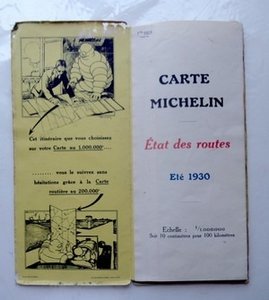 Cet itinéraire que vous choisissez
sur votre Carte au 1.000.000e....
........ vous le suivrez sans
hésitations grâce à la Carte
routière au 200.000e
CARTE
MICHELIN
État des routes
Eté 1930
Echelle : 1/1.000.000
Soit 10 centimètres pour 100 kilomètres